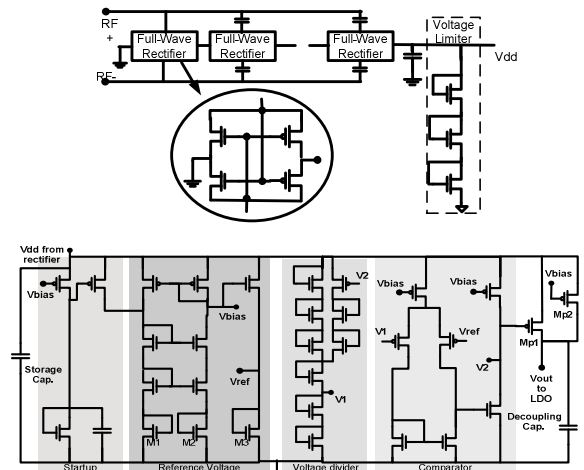 RF
+
Full-Wave
Rectifier
Full-Wave
Rectifier
Full-Wave
Rectifier
Voltage
Limiter
Vdd
RF-
Vdd from
rectifier
Vbias
Storage
Cap.
Startup
Vbias
Vref
M1
M2
M3
Reference Voltage
V2
V1
Voltage divider
Vbias
Vbias
V1
Vref
V2
Comparator
Vbias
Mp2
Mp1
Vout
to
LDO
Decoupling
Cap.